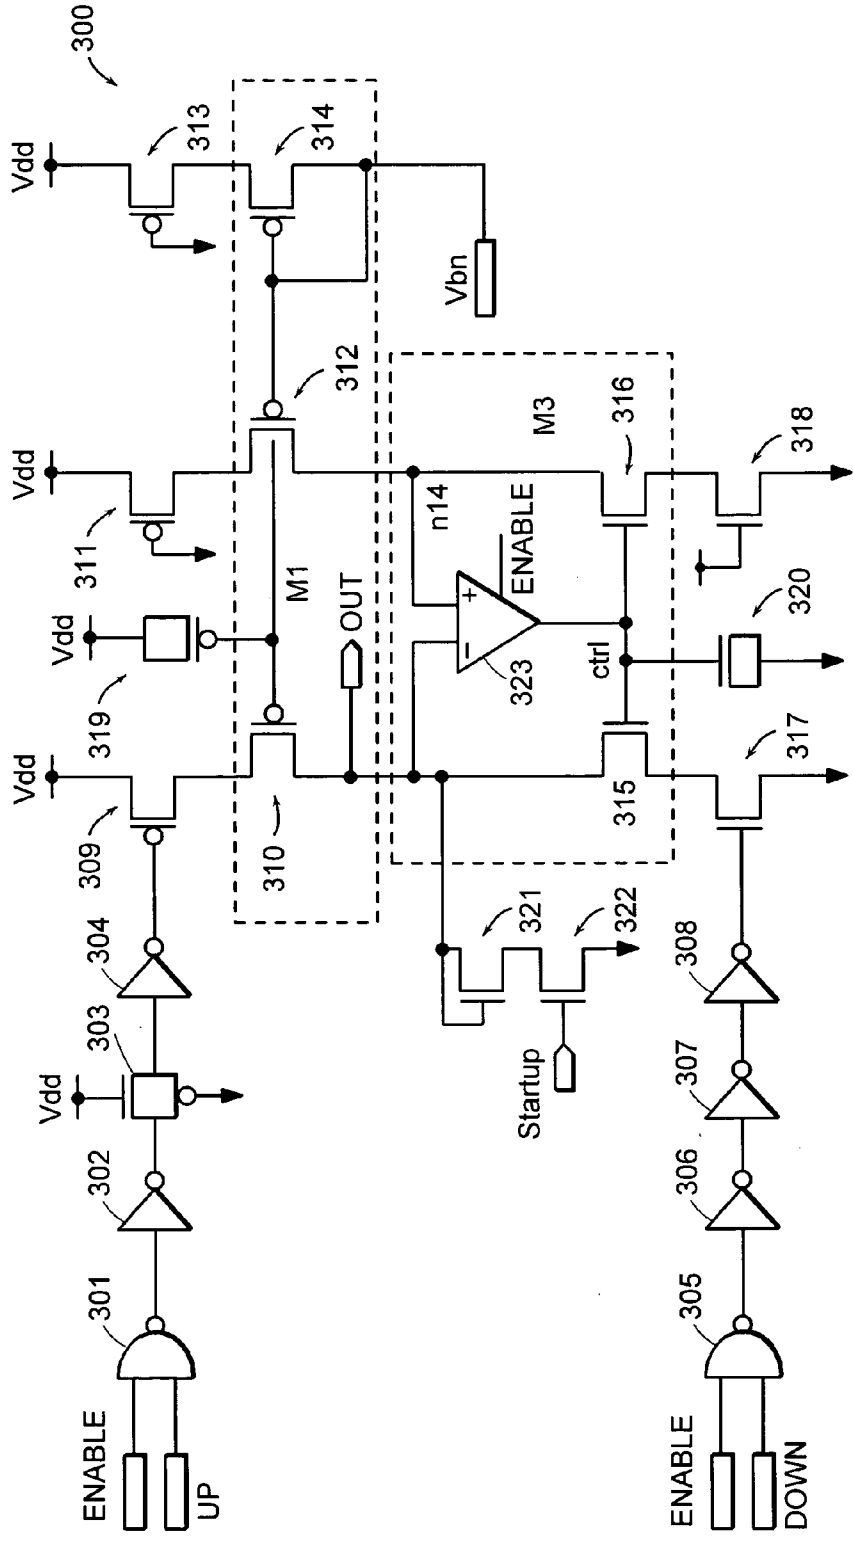 300
Vdd
313
314
Vbn
Vdd
311
312
M1
Vdd
319
OUT
n14
M3
+
−
323
ENABLE
ctrl
316
318
320
315
317
Vdd
309
310
304
Vdd
303
302
301
ENABLE
UP
321
322
Startup
308
307
306
305
ENABLE
DOWN